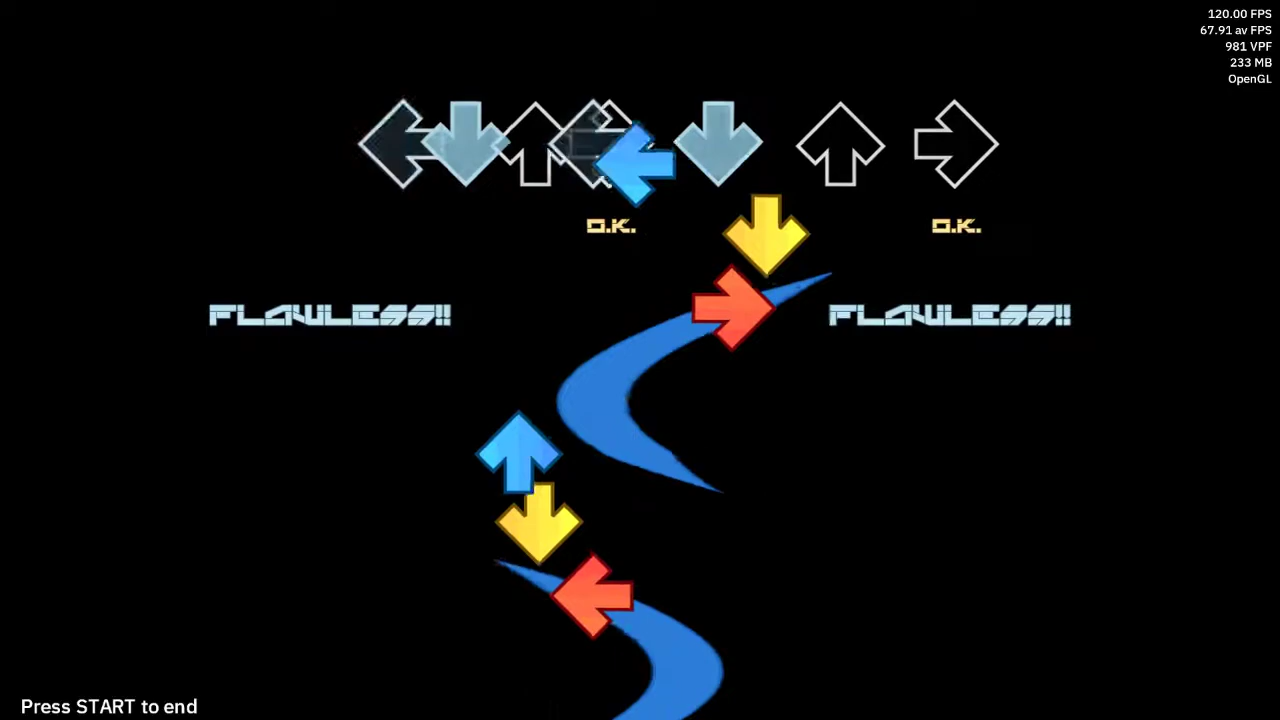 120.00 FPS
67.91 av FPS
981 VPF
233 MB
OpenGL
O.K.
O.K.
FLAWLESS!!
FLAWLESS!!
Press START to end